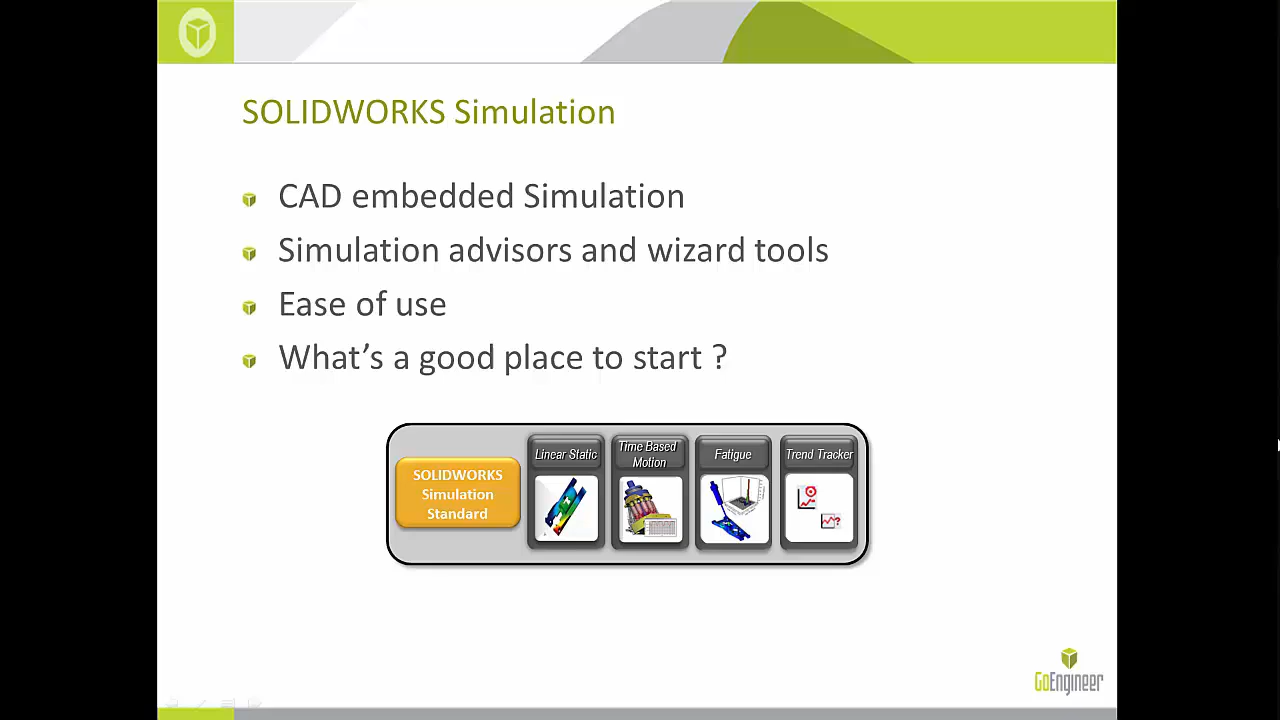 SOLIDWORKS Simulation
CAD embedded Simulation
Simulation advisors and wizard tools
Ease of use
What's a good place to start ?
SOLIDWORKS
Simulation
Standard
Linear Static
Time Based
Motion
Fatigue
Trend Tracker
GoEngineer